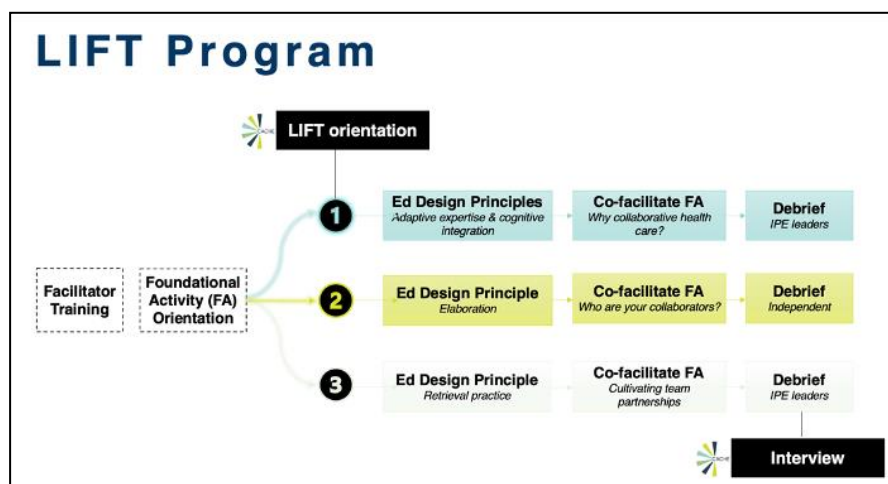 LIFT Program
LIFT orientation
1
Ed Design Principles
Adaptive expertise & cognitive
integration
Co-facilitate FA
Why collaborative health
care?
Debrief
IPE leaders
Facilitator
Training
Foundational
Activity (FA)
Orientation
2
Ed Design Principle
Elaboration
Co-facilitate FA
Who are your collaborators?
Debrief
Independent
3
Ed Design Principle
Retrieval practice
Co-facilitate FA
Cultivating team
partnerships
Debrief
IPE leaders
Interview